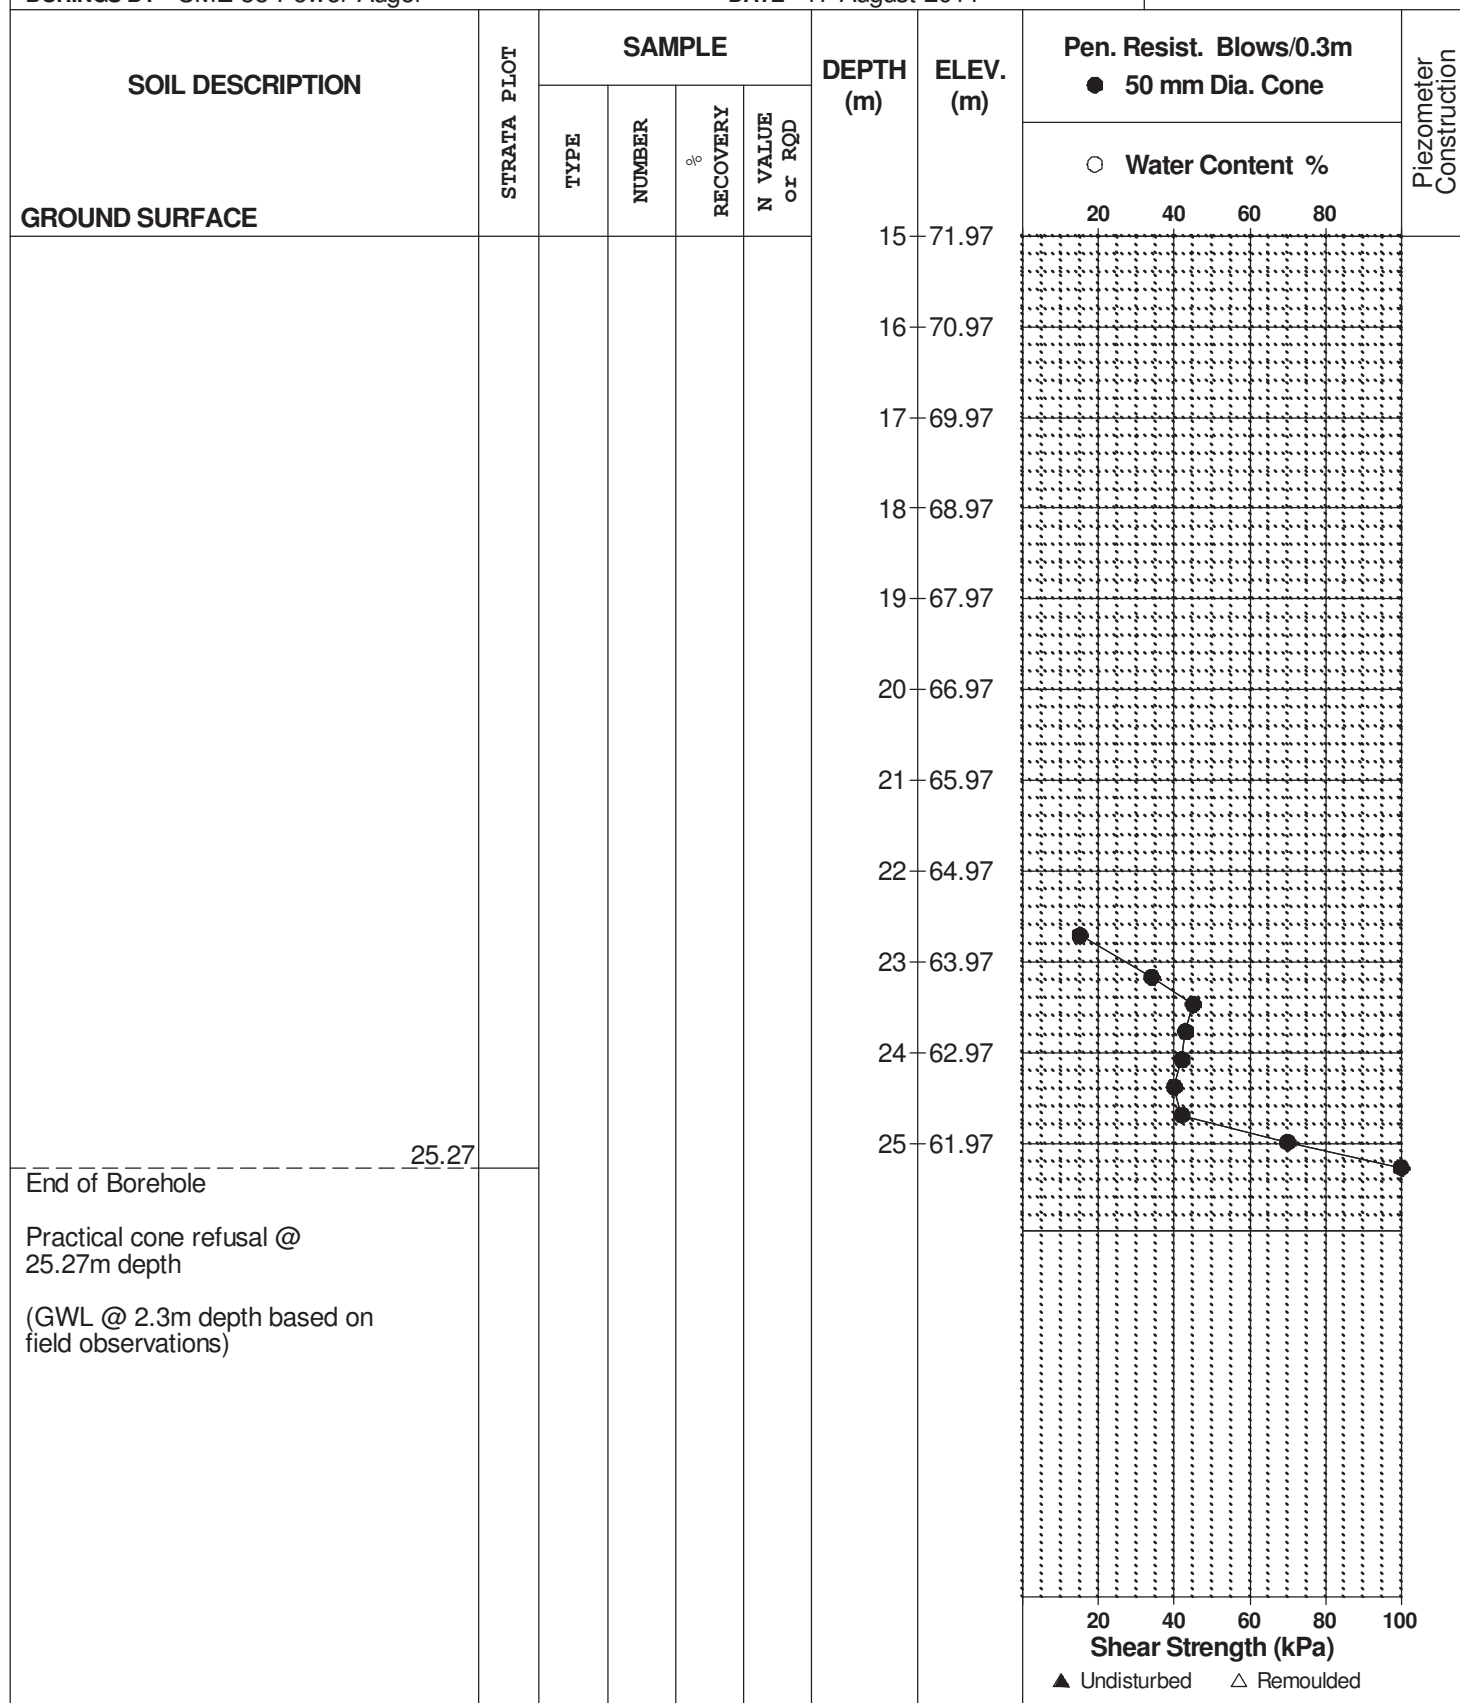 SOIL DESCRIPTION
GROUND SURFACE
STRATA PLOT
SAMPLE
TYPE
NUMBER
%
RECOVERY
N VALUE
or RQD
DEPTH
(m)
ELEV.
(m)
Pen. Resist. Blows/0.3m
● 50 mm Dia. Cone
○ Water Content %
20 40 60 80
Piezometer
Construction
15 71.97
16 70.97
17 69.97
18 68.97
19 67.97
20 66.97
21 65.97
22 64.97
23 63.97
24 62.97
25 61.97
25.27
End of Borehole
Practical cone refusal @
25.27m depth
(GWL @ 2.3m depth based on
field observations)
20 40 60 80 100
Shear Strength (kPa)
▲ Undisturbed △ Remoulded